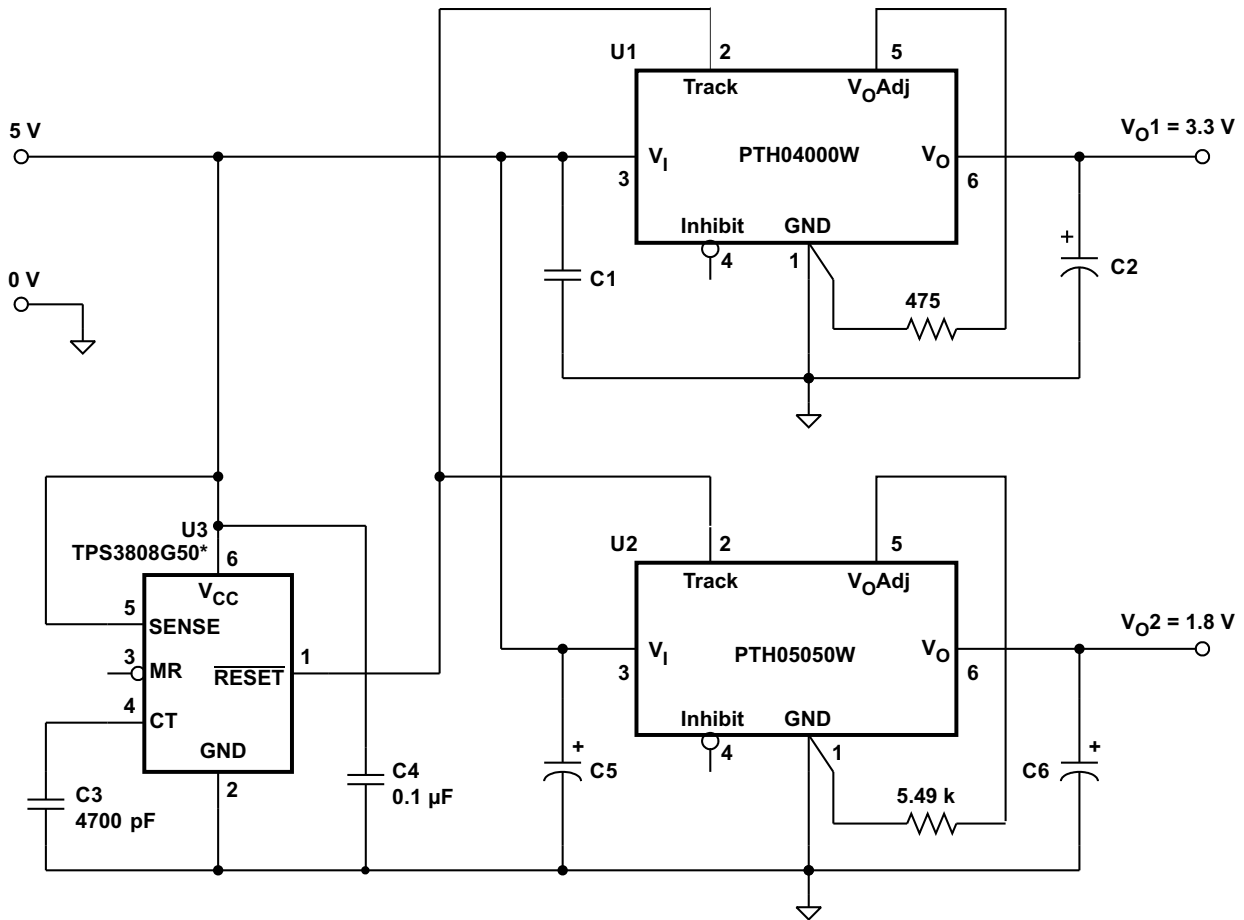 U1
2
5
Track
VOAdj
5 V
VO1 = 3.3 V
VI
PTH04000W
VO
3
6
Inhibit
GND
4
1
+
C1
C2
0 V
475
U3
TPS3808G50*
6
VCC
5
SENSE
3
MR
RESET
1
4
CT
GND
2
C3
4700 pF
C4
0.1 µF
U2
2
5
Track
VOAdj
VO2 = 1.8 V
VI
PTH05050W
VO
3
6
Inhibit
GND
4
1
+
C5
+
C6
5.49 k